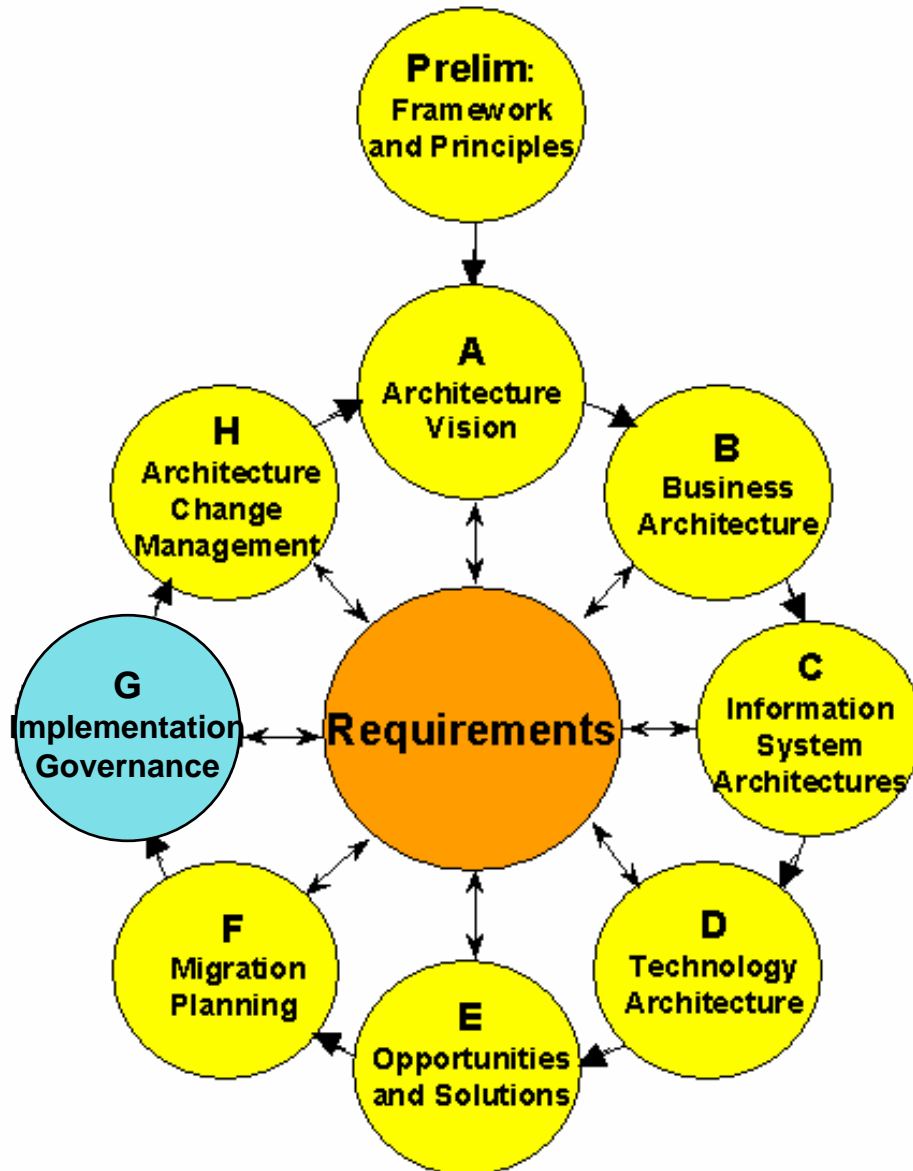 Prelim:
Framework
and Principles
A
Architecture
Vision
B
Business
Architecture
C
Information
System
Architectures
D
Technology
Architecture
E
Opportunities
and Solutions
F
Migration
Planning
G
Implementation
Governance
H
Architecture
Change
Management
Requirements